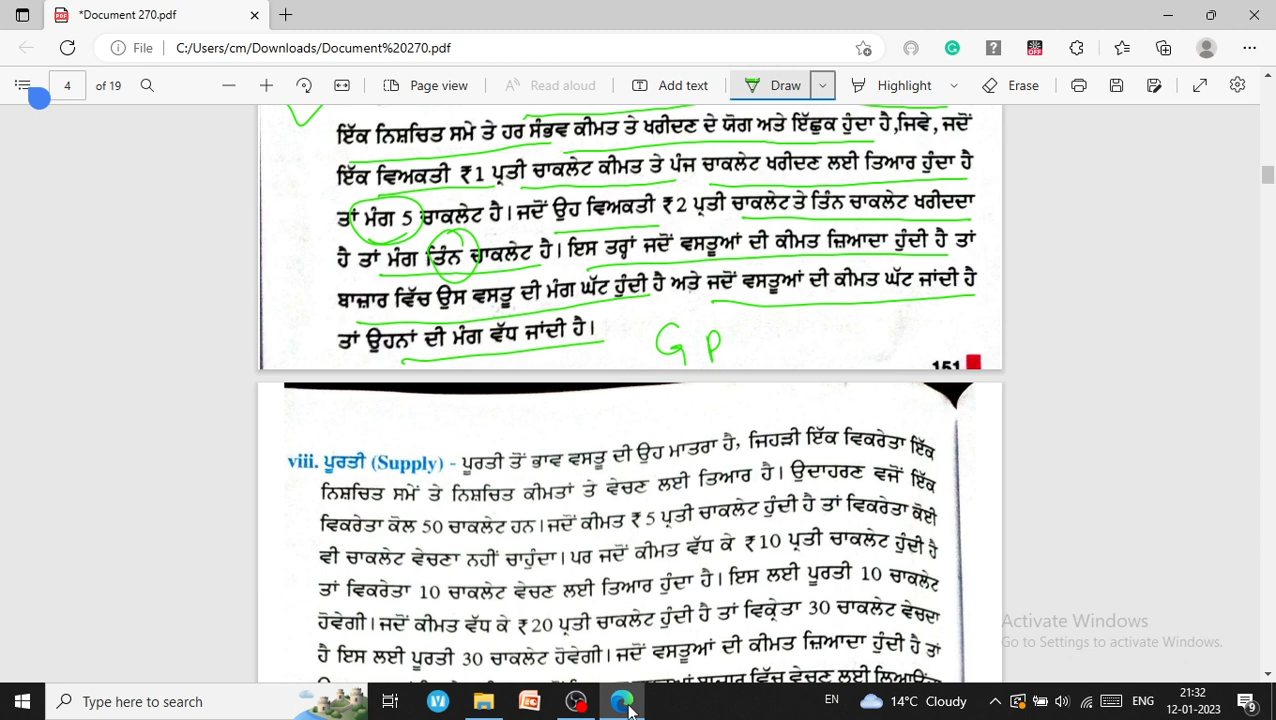 *Document 270.pdf
File C:/Users/cm/Downloads/Document%20270.pdf
4 of 19 Page view Read aloud Add text Draw Highlight Erase
ਇੱਕ ਨਿਸ਼ਚਿਤ ਸਮੇ ਤੇ ਹਰ ਸੰਭਵ ਕੀਮਤ ਤੇ ਖਰੀਦਣ ਦੇ ਯੋਗ ਅਤੇ ਇੱਛੁਕ ਹੁੰਦਾ ਹੈ,ਜਿਵੇ, ਜਦੋਂ
ਇੱਕ ਵਿਅਕਤੀ ₹1 ਪ੍ਰਤੀ ਚਾਕਲੇਟ ਕੀਮਤ ਤੇ ਪੰਜ ਚਾਕਲੇਟ ਖਰੀਦਣ ਲਈ ਤਿਆਰ ਹੁੰਦਾ ਹੈ
ਤਾਂ ਮੰਗ 5 ਚਾਕਲੇਟ ਹੈ। ਜਦੋਂ ਉਹ ਵਿਅਕਤੀ ₹2 ਪ੍ਰਤੀ ਚਾਕਲੇਟ ਤੇ ਤਿੰਨ ਚਾਕਲੇਟ ਖਰੀਦਦਾ
ਹੈ ਤਾਂ ਮੰਗ ਤਿੰਨ ਚਾਕਲੇਟ ਹੈ। ਇਸ ਤਰ੍ਹਾਂ ਜਦੋਂ ਵਸਤੂਆਂ ਦੀ ਕੀਮਤ ਜ਼ਿਆਦਾ ਹੁੰਦੀ ਹੈ ਤਾਂ
ਬਾਜ਼ਾਰ ਵਿੱਚ ਉਸ ਵਸਤੂ ਦੀ ਮੰਗ ਘੱਟ ਹੁੰਦੀ ਹੈ ਅਤੇ ਜਦੋਂ ਵਸਤੂਆਂ ਦੀ ਕੀਮਤ ਘੱਟ ਜਾਂਦੀ ਹੈ
ਤਾਂ ਉਹਨਾਂ ਦੀ ਮੰਗ ਵੱਧ ਜਾਂਦੀ ਹੈ।
G P
151
viii. ਪੂਰਤੀ (Supply) - ਪੂਰਤੀ ਤੋਂ ਭਾਵ ਵਸਤੂ ਦੀ ਉਹ ਮਾਤਰਾ ਹੈ, ਜਿਹੜੀ ਇੱਕ ਵਿਕਰੇਤਾ ਇੱਕ
ਨਿਸ਼ਚਿਤ ਸਮੇਂ ਤੇ ਨਿਸ਼ਚਿਤ ਕੀਮਤਾਂ ਤੇ ਵੇਚਣ ਲਈ ਤਿਆਰ ਹੈ। ਉਦਾਹਰਣ ਵਜੋਂ ਇੱਕ
ਵਿਕਰੇਤਾ ਕੋਲ 50 ਚਾਕਲੇਟ ਹਨ। ਜਦੋਂ ਕੀਮਤ ₹5 ਪ੍ਰਤੀ ਚਾਕਲੇਟ ਹੁੰਦੀ ਹੈ ਤਾਂ ਵਿਕਰੇਤਾ ਕੋਈ
ਵੀ ਚਾਕਲੇਟ ਵੇਚਣਾ ਨਹੀਂ ਚਾਹੁੰਦਾ। ਪਰ ਜਦੋਂ ਕੀਮਤ ਵੱਧ ਕੇ ₹10 ਪ੍ਰਤੀ ਚਾਕਲੇਟ ਹੁੰਦੀ ਹੈ
ਤਾਂ ਵਿਕਰੇਤਾ 10 ਚਾਕਲੇਟ ਵੇਚਣ ਲਈ ਤਿਆਰ ਹੁੰਦਾ ਹੈ। ਇਸ ਲਈ ਪੂਰਤੀ 10 ਚਾਕਲੇਟ
ਹੋਵੇਗੀ। ਜਦੋਂ ਕੀਮਤ ਵੱਧ ਕੇ ₹20 ਪ੍ਰਤੀ ਚਾਕਲੇਟ ਹੁੰਦੀ ਹੈ ਤਾਂ ਵਿਕ੍ਰੇਤਾ 30 ਚਾਕਲੇਟ ਵੇਚਦਾ
ਹੈ ਇਸ ਲਈ ਪੂਰਤੀ 30 ਚਾਕਲੇਟ ਹੋਵੇਗੀ। ਜਦੋਂ ਵਸਤੂਆਂ ਦੀ ਕੀਮਤ ਜ਼ਿਆਦਾ ਹੁੰਦੀ ਹੈ ਤਾਂ
ਬਾਜ਼ਾਰ ਵਿੱਚ ਵੇਚਣ ਲਈ ਲਿਆਉਂਦਾ
Activate Windows
Go to Settings to activate Windows.
Type here to search
EN 14°C Cloudy ENG 21:32
12-01-2023